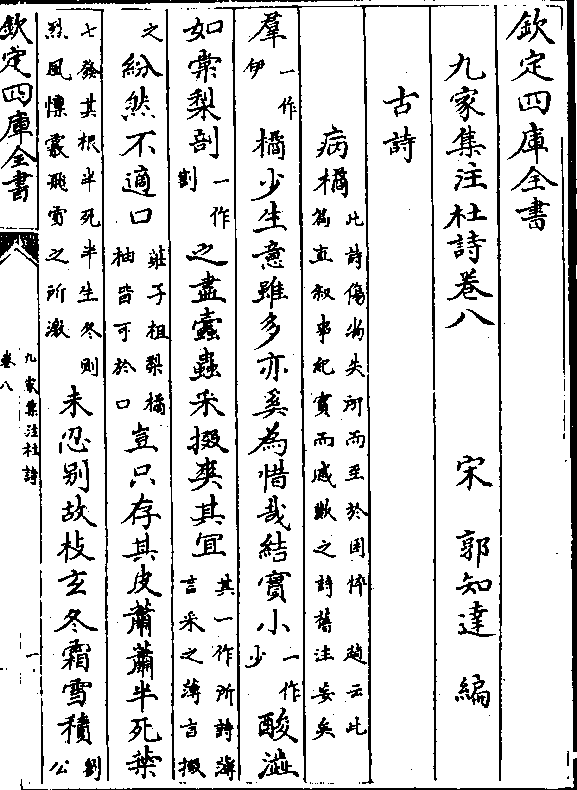 欽定四庫全書
九家集注杜詩卷八　宋　郭知達　編
古詩
病橘 此詩傷物失所而至於困悴　趙云此
為直叙事紀實而感歎之詩舊注妄矣
羣 一作伊 橘少生意雖多亦奚為惜哉結實小 一作少 酸澁
如棠梨剖 一作 之盡蠧蟲采掇爽其宜 其一作所詩薄
言采之薄言掇
之 紛然不適口 莊子柤梨橘
柚皆可於口 豈只存其皮蕭蕭半死葉
七發其根半死半生冬則
烈風慓霰飛雪之所激 未忍别故枝玄冬霜雪積 劉
公
欽定四庫全書
九家集注杜詩
卷八
一